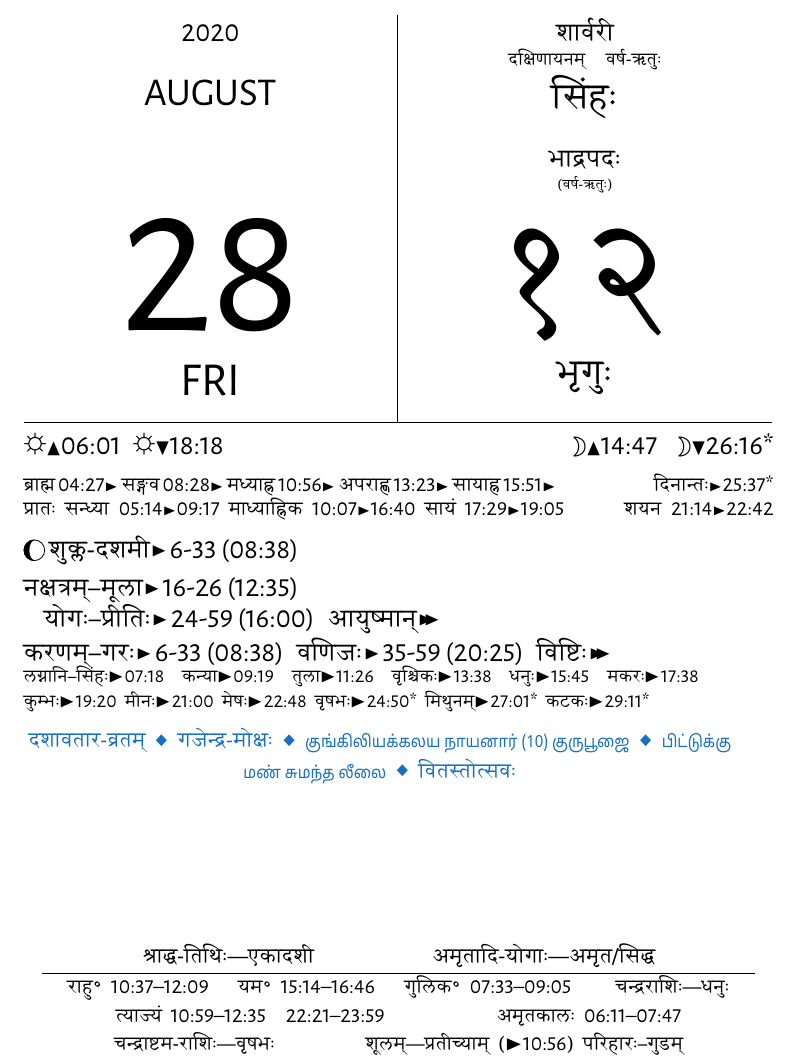 2020
AUGUST
28
FRI
शार्वरी
दक्षिणायनम् वर्ष-ऋतुः
सिंहः
भाद्रपदः
(वर्ष-ऋतुः)
१२
भृगुः
☼▲06:01 ☼▼18:18 ☽▲14:47 ☽▼26:16*
ब्राह्म 04:27► सङ्गव 08:28► मध्याह्न 10:56► अपराह्ण 13:23► सायाह्न 15:51► दिनान्तः►25:37*
प्रातः सन्ध्या 05:14►09:17 माध्याह्निक 10:07►16:40 सायं 17:29►19:05 शयन 21:14►22:42
शुक्ल-दशमी► 6-33 (08:38)
नक्षत्रम्–मूला► 16-26 (12:35)
योगः–प्रीतिः► 24-59 (16:00) आयुष्मान्►►
करणम्–गरः► 6-33 (08:38) वणिजः► 35-59 (20:25) विष्टिः►►
लग्नानि–सिंहः►07:18 कन्या►09:19 तुला►11:26 वृश्चिकः►13:38 धनुः►15:45 मकरः►17:38
कुम्भः►19:20 मीनः►21:00 मेषः►22:48 वृषभः►24:50* मिथुनम्►27:01* कटकः►29:11*
दशावतार-व्रतम् ◆ गजेन्द्र-मोक्षः ◆ குங்கிலியக்கலய நாயனார் (10) குருபூஜை ◆ பிட்டுக்கு
மண் சுமந்த லீலை ◆ वितस्तोत्सवः
श्राद्ध-तिथिः—एकादशी अमृतादि-योगाः—अमृत/सिद्ध
राहु° 10:37–12:09 यम° 15:14–16:46 गुलिक° 07:33–09:05 चन्द्रराशिः—धनुः
त्याज्यं 10:59–12:35 22:21–23:59 अमृतकालः 06:11–07:47
चन्द्राष्टम-राशिः—वृषभः शूलम्—प्रतीच्याम् (►10:56) परिहारः–गुडम्